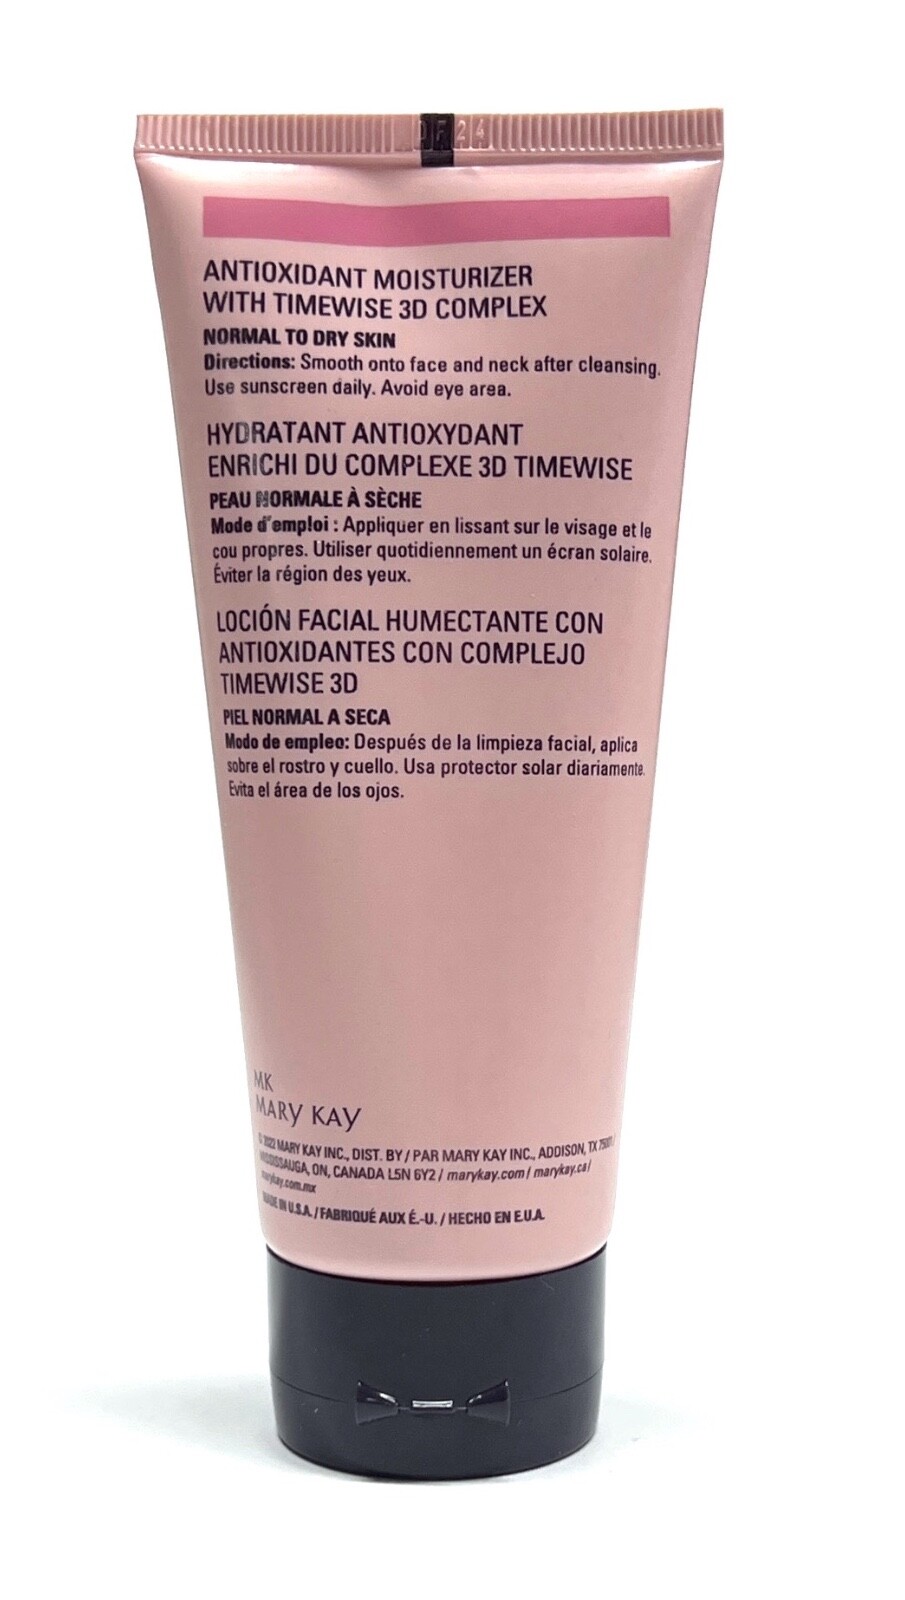 ANTIOXIDANT MOISTURIZER
WITH TIMEWISE 3D COMPLEX
NORMAL TO DRY SKIN
Directions: Smooth onto face and neck after cleansing.
Use sunscreen daily. Avoid eye area.
HYDRATANT ANTIOXYDANT
ENRICHI DU COMPLEXE 3D TIMEWISE
PEAU NORMALE À SÈCHE
Mode d'emploi : Appliquer en lissant sur le visage et le
cou propres. Utiliser quotidiennement un écran solaire.
Éviter la région des yeux.
LOCIÓN FACIAL HUMECTANTE CON
ANTIOXIDANTES CON COMPLEJO
TIMEWISE 3D
PIEL NORMAL A SECA
Modo de empleo: Después de la limpieza facial, aplica
sobre el rostro y cuello. Usa protector solar diariamente.
Evita el área de los ojos.
MK
MARY KAY
© 2022 MARY KAY INC., DIST. BY / PAR MARY KAY INC., ADDISON, TX 75001 /
MISSISSAUGA, ON, CANADA L5N 6Y2 / marykay.com / marykay.ca /
marykay.com.mx
MADE IN U.S.A. / FABRIQUÉ AUX É.-U. / HECHO EN E.U.A.